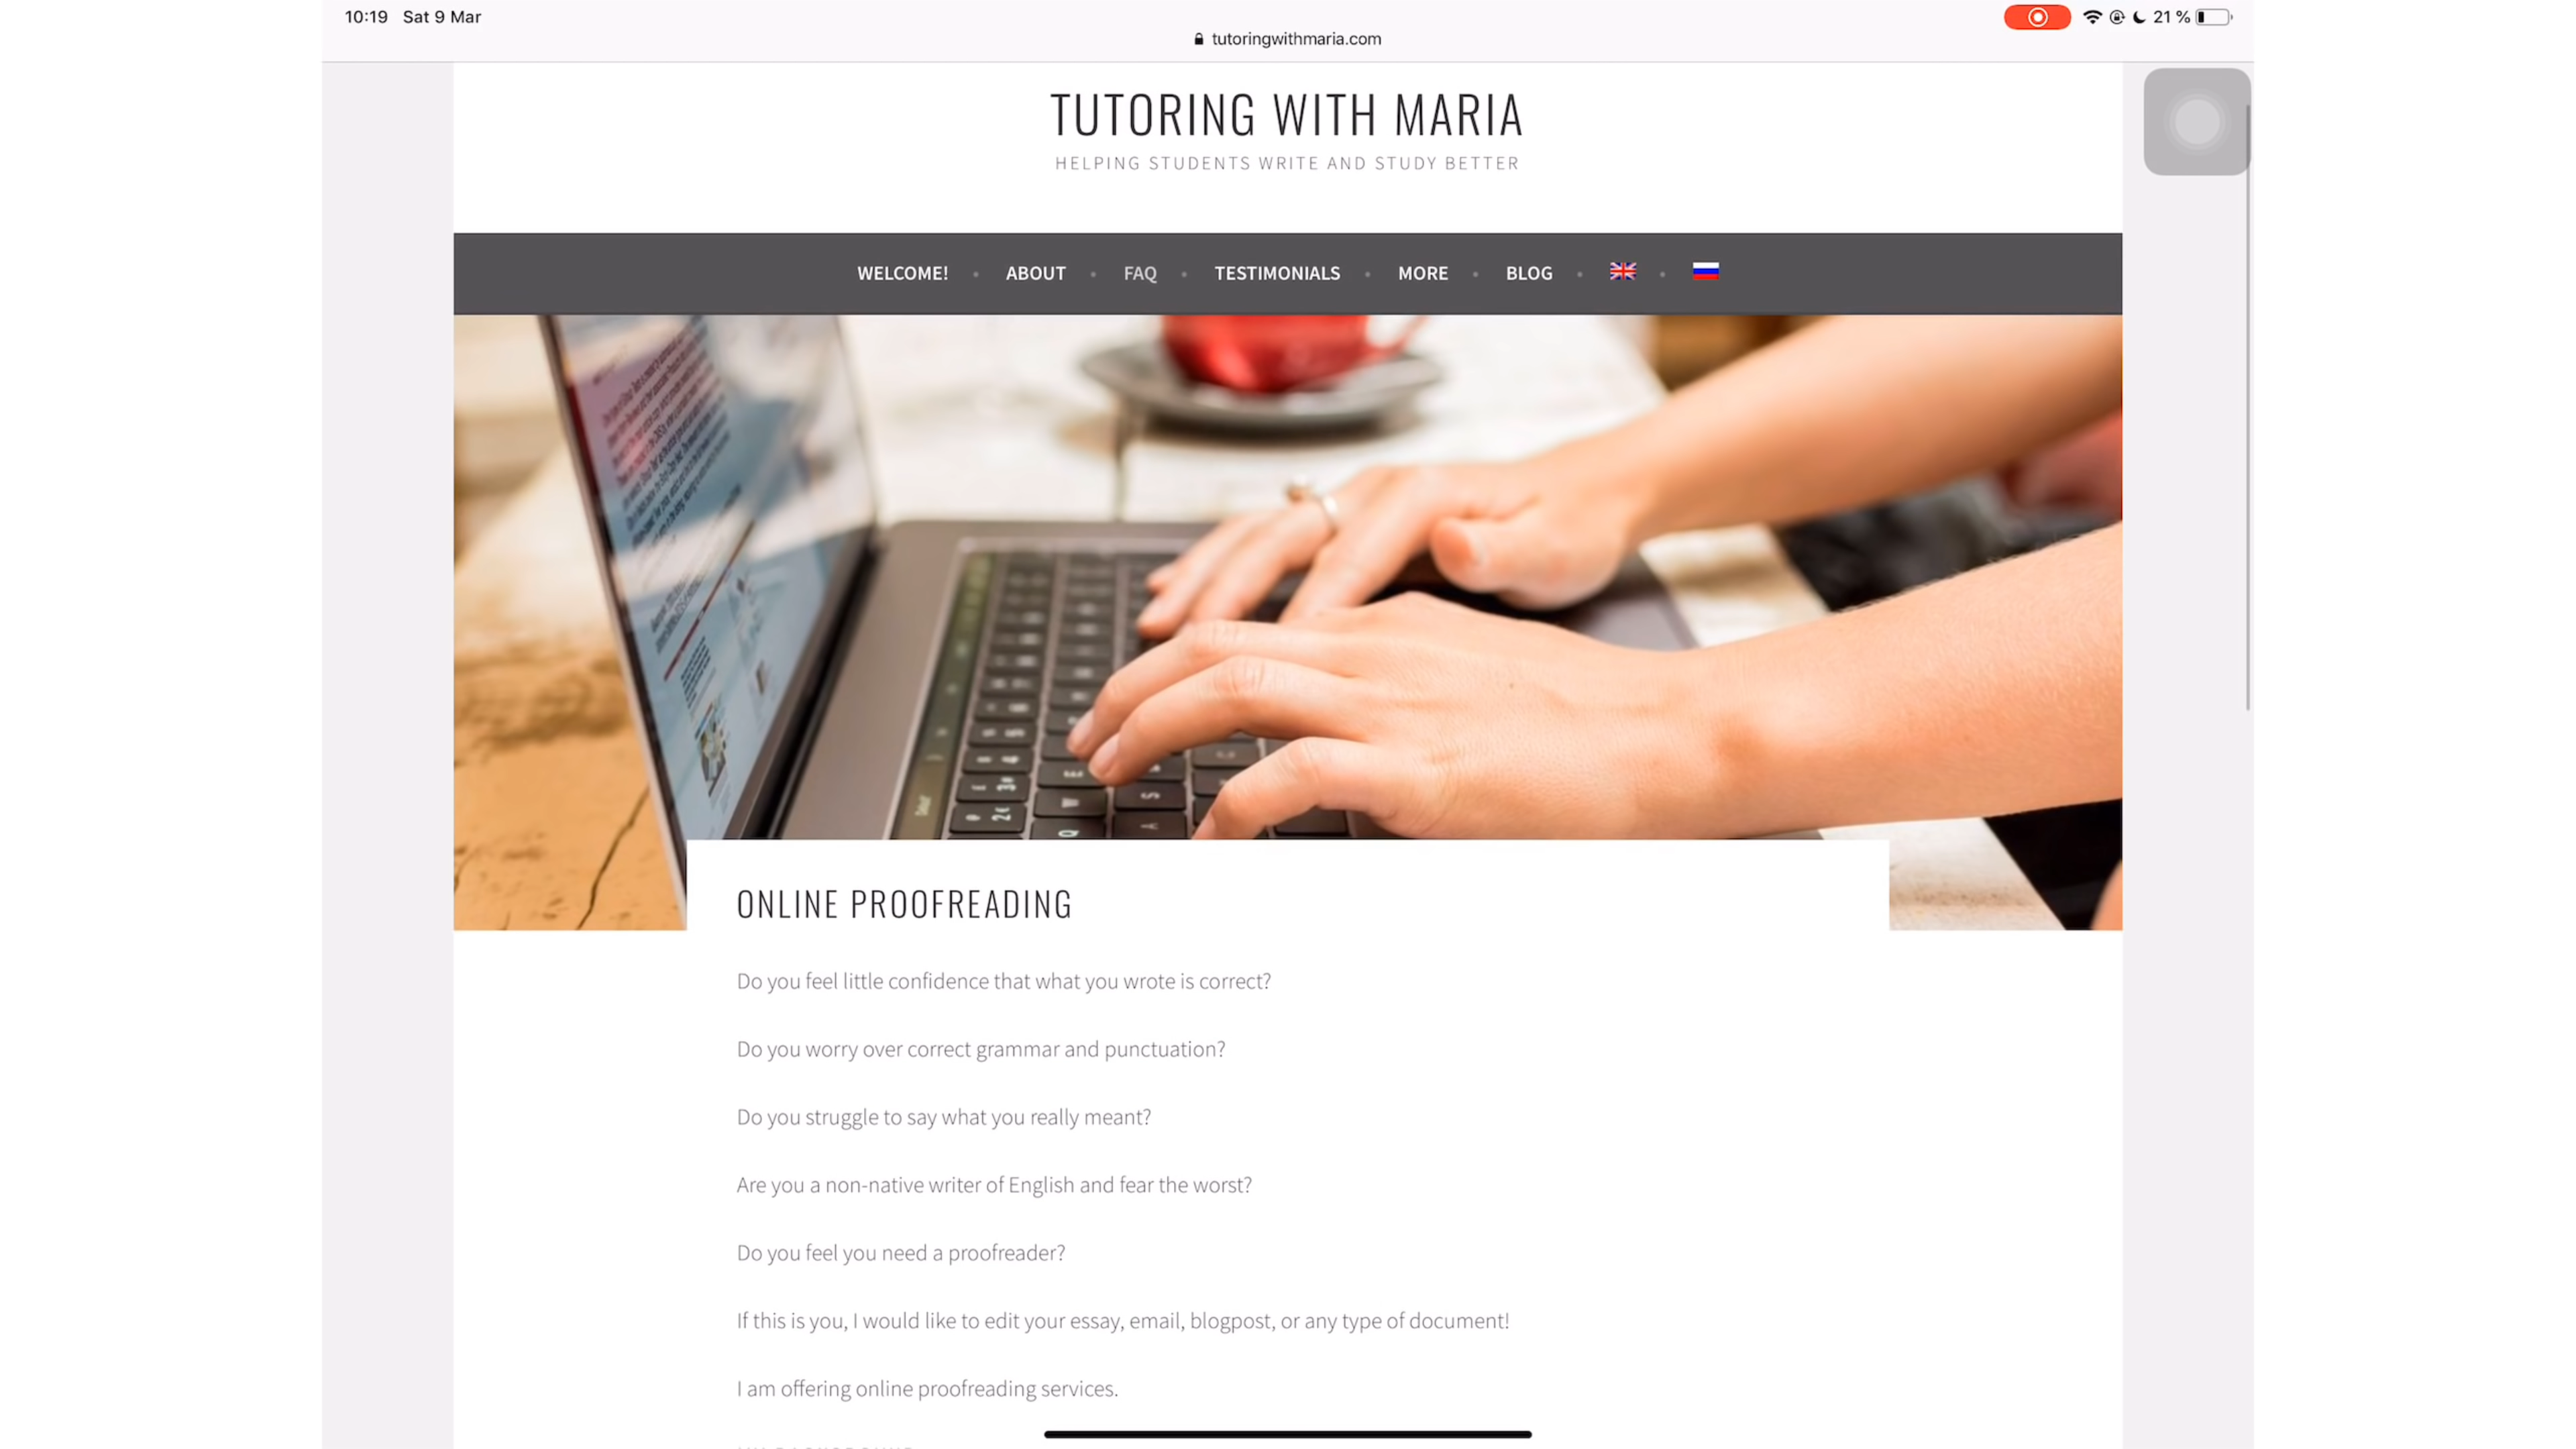 10:19 Sat 9 Mar
21 %
tutoringwithmaria.com
TUTORING WITH MARIA
HELPING STUDENTS WRITE AND STUDY BETTER
WELCOME! • ABOUT • FAQ • TESTIMONIALS • MORE • BLOG
ONLINE PROOFREADING
Do you feel little confidence that what you wrote is correct?
Do you worry over correct grammar and punctuation?
Do you struggle to say what you really meant?
Are you a non-native writer of English and fear the worst?
Do you feel you need a proofreader?
If this is you, I would like to edit your essay, email, blogpost, or any type of document!
I am offering online proofreading services.